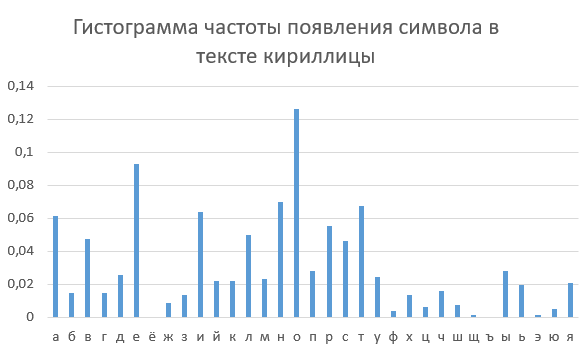 Гистограмма частоты появления символа в
тексте кириллицы
0,14
0,12
0,1
0,08
0,06
0,04
0,02
0
а б в г д е ё ж з и й к л м н о п р с т у ф х ц ч ш щ ъ ы ь э ю я